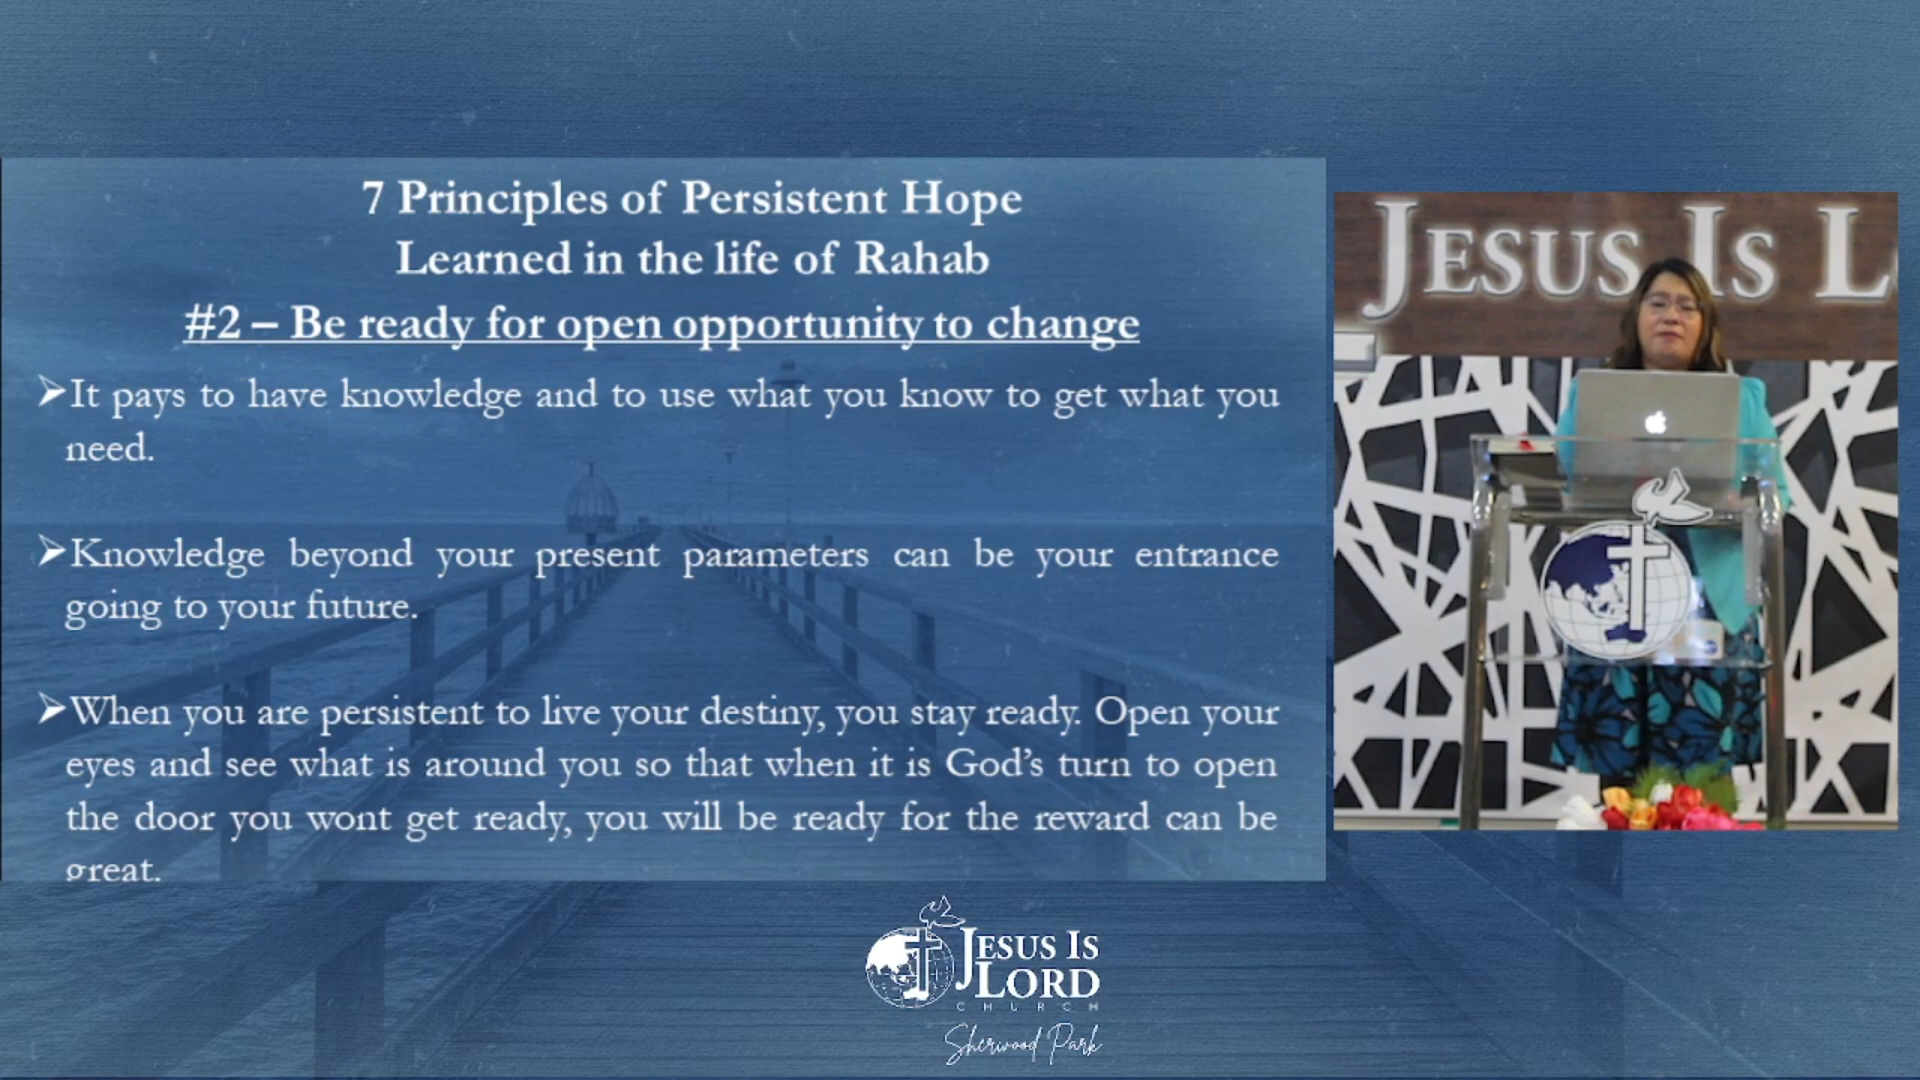 7 Principles of Persistent Hope
Learned in the life of Rahab
#2 – Be ready for open opportunity to change
➢It pays to have knowledge and to use what you know to get what you
need.
➢Knowledge beyond your present parameters can be your entrance
going to your future.
➢When you are persistent to live your destiny, you stay ready. Open your
eyes and see what is around you so that when it is God’s turn to open
the door you wont get ready, you will be ready for the reward can be
great.
JESUS IS L
JESUS IS
LORD
CHURCH
Sherwood Park